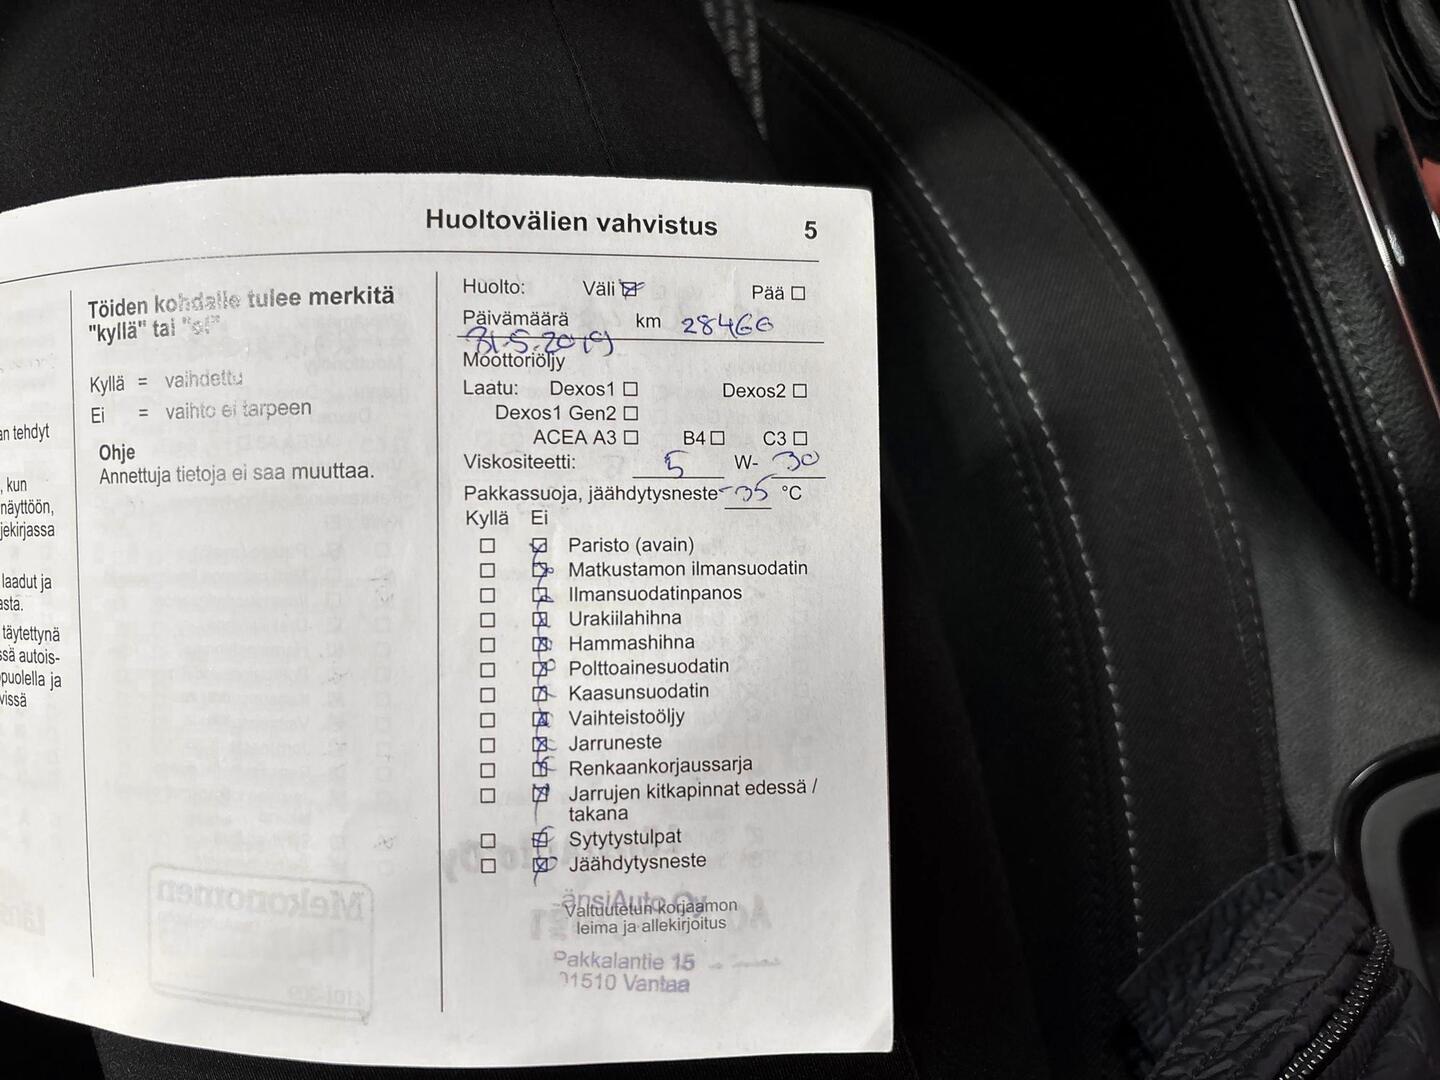 Huoltovälien vahvistus 5
an tehdyt
, kun
näyttöön,
jekirjassa
laadut ja
asta.
täytettynä
ssä autois-
puolella ja
vissä
Töiden kohdalle tulee merkitä
"kyllä" tai "ei"
Kyllä = vaihdettu
Ei = vaihto ei tarpeen
Ohje
Annettuja tietoja ei saa muuttaa.
Huolto: Väli Pää
Päivämäärä km 28466
31.5.2019
Moottoriöljy
Laatu: Dexos1 Dexos2
Dexos1 Gen2
ACEA A3 B4 C3
Viskositeetti: 5 W- 30
Pakkassuoja, jäähdytysneste -35 °C
Kyllä Ei
Paristo (avain)
Matkustamon ilmansuodatin
Ilmansuodatinpanos
Urakiilahihna
Hammashihna
Polttoainesuodatin
Kaasunsuodatin
Vaihteistoöljy
Jarruneste
Renkaankorjaussarja
Jarrujen kitkapinnat edessä /
takana
Sytytystulpat
Jäähdytysneste
änsiAuto Oy
Valtuutetun korjaamon
leima ja allekirjoitus
Pakkalantie 15
01510 Vantaa